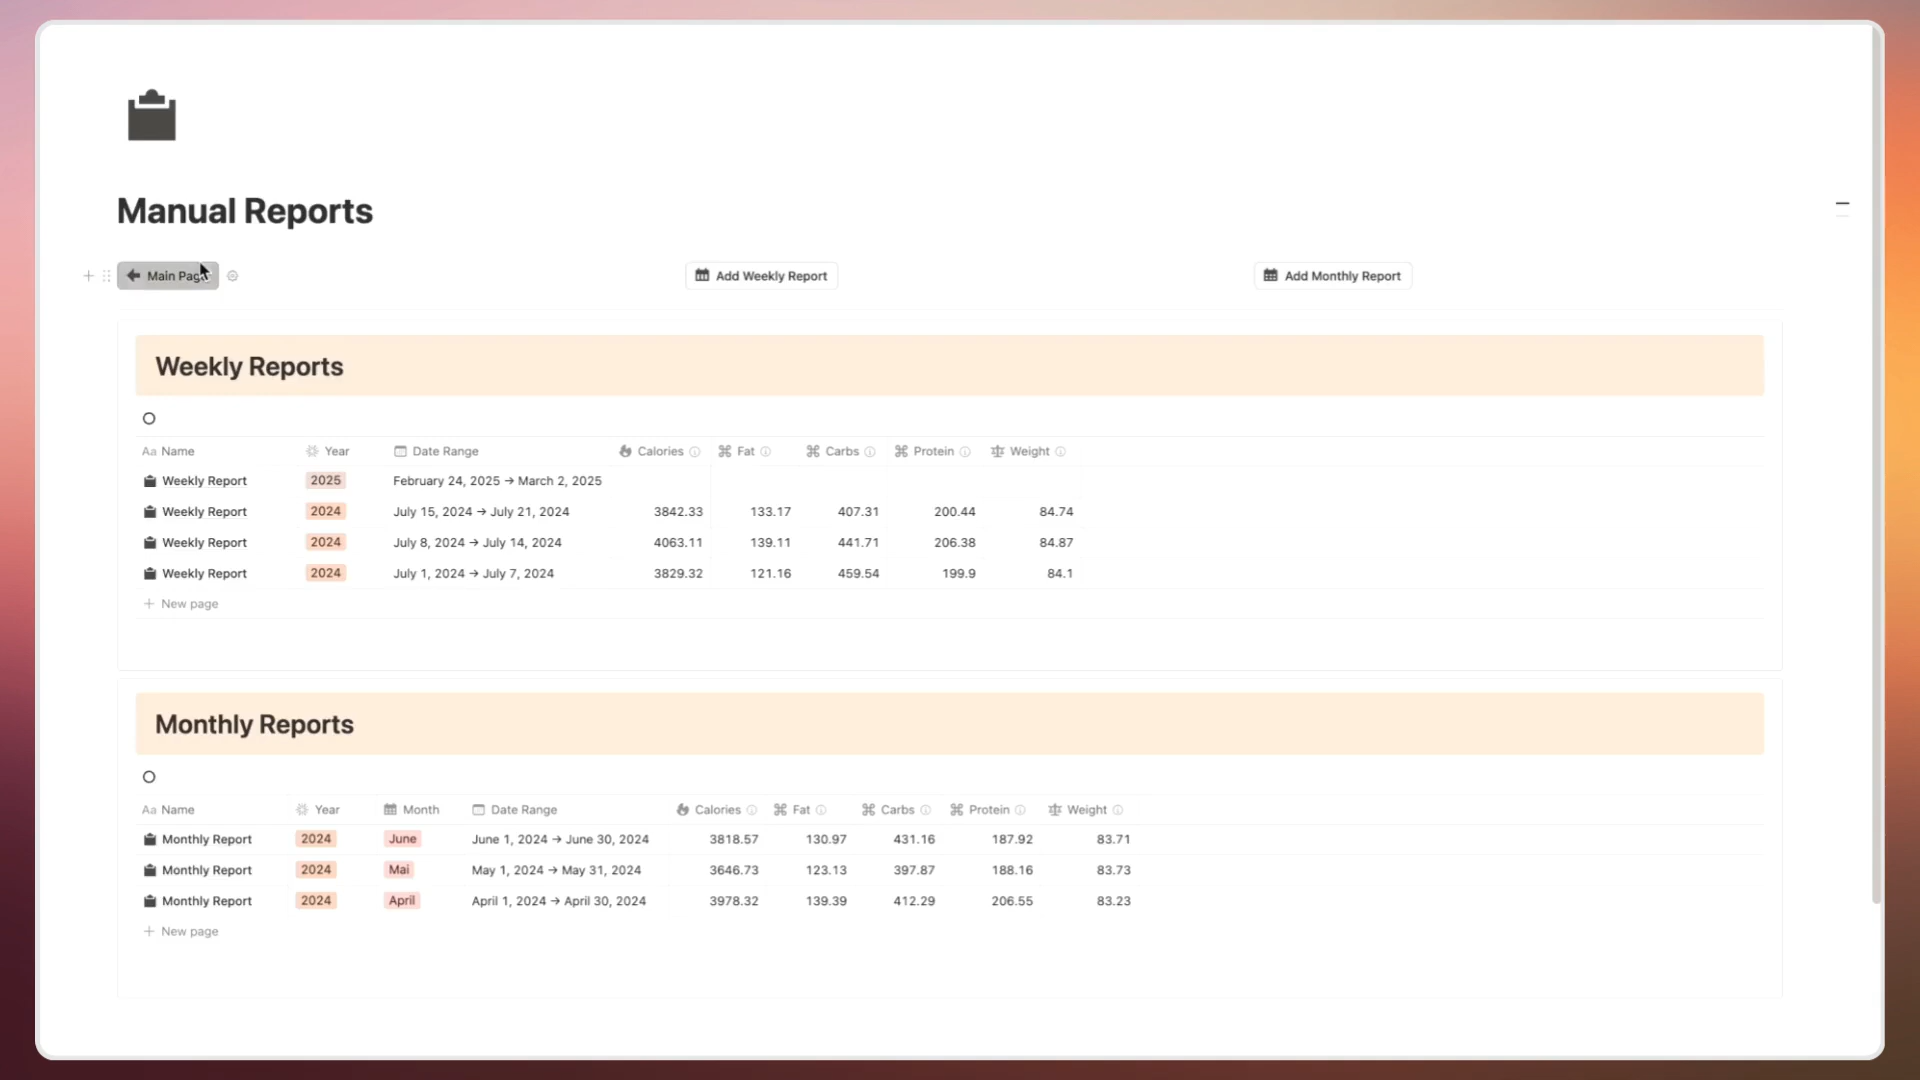 Manual Reports
Main Page
Add Weekly Report
Add Monthly Report
Weekly Reports
Aa Name Year Date Range Calories Fat Carbs Protein Weight
Weekly Report 2025 February 24, 2025 → March 2, 2025
Weekly Report 2024 July 15, 2024 → July 21, 2024 3842.33 133.17 407.31 200.44 84.74
Weekly Report 2024 July 8, 2024 → July 14, 2024 4063.11 139.11 441.71 206.38 84.87
Weekly Report 2024 July 1, 2024 → July 7, 2024 3829.32 121.16 459.54 199.9 84.1
+ New page
Monthly Reports
Aa Name Year Month Date Range Calories Fat Carbs Protein Weight
Monthly Report 2024 June June 1, 2024 → June 30, 2024 3818.57 130.97 431.16 187.92 83.71
Monthly Report 2024 Mai May 1, 2024 → May 31, 2024 3646.73 123.13 397.87 188.16 83.73
Monthly Report 2024 April April 1, 2024 → April 30, 2024 3978.32 139.39 412.29 206.55 83.23
+ New page